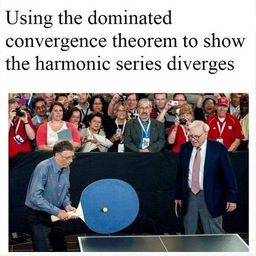 Using the dominated
convergence theorem to show
the harmonic series diverges